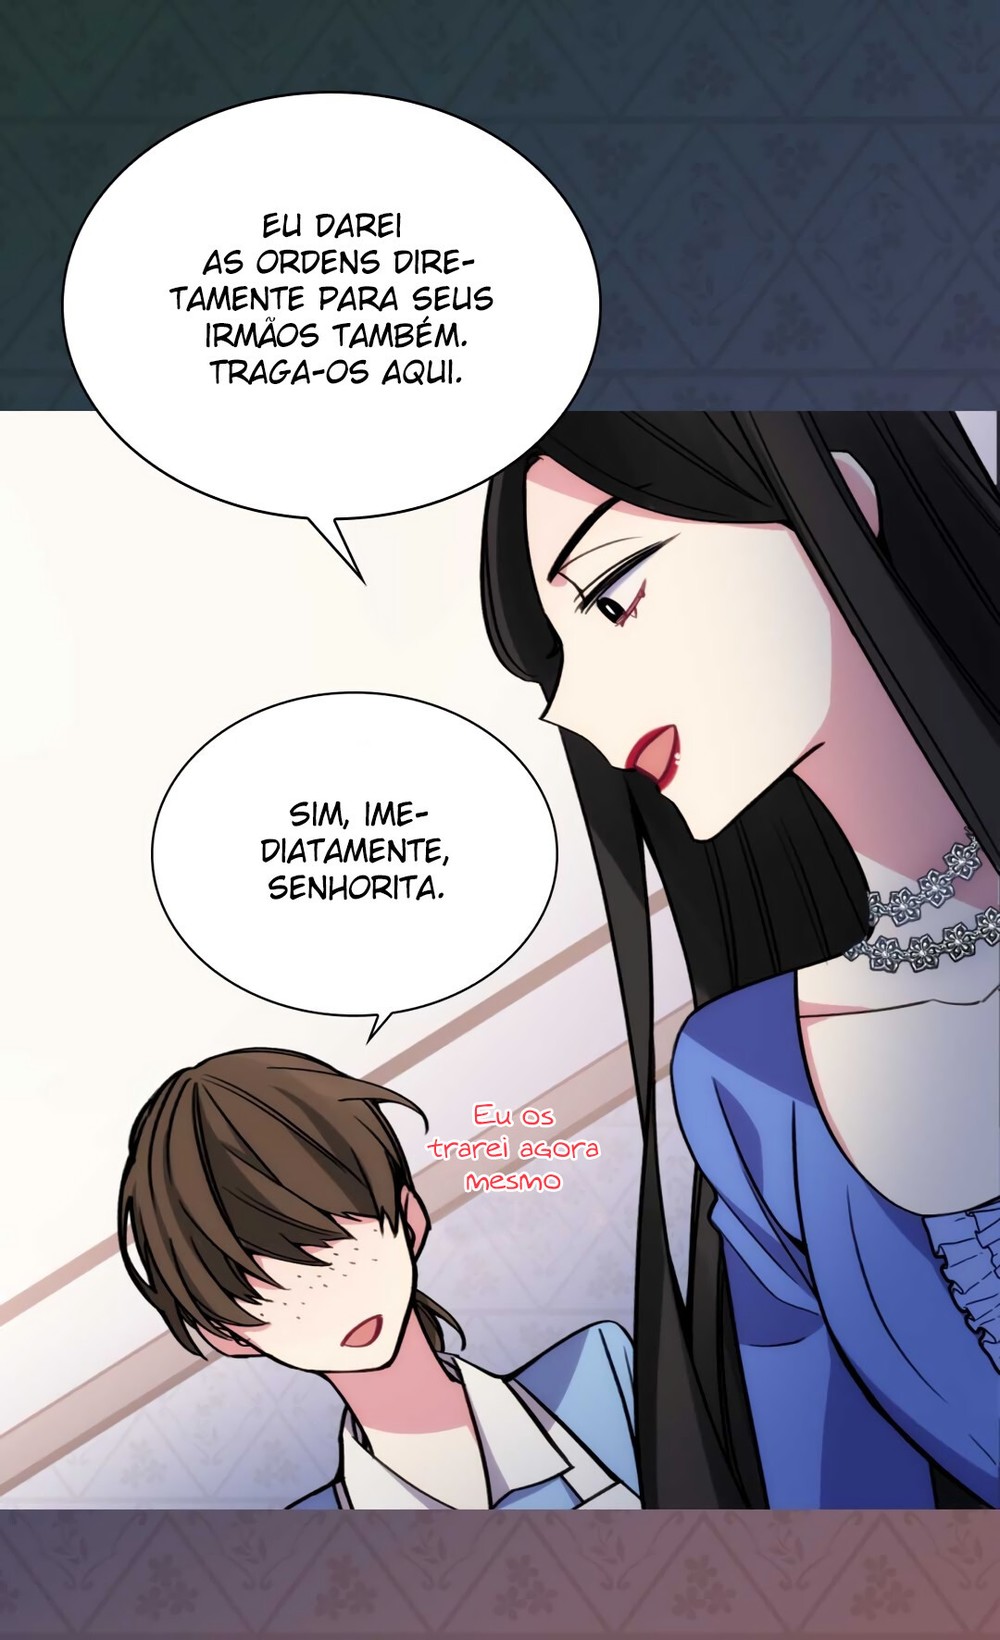 EU DAREI
AS ORDENS DIRE-
TAMENTE PARA SEUS
IRMÃOS TAMBÉM.
TRAGA-OS AQUI.
SIM, IME-
DIATAMENTE,
SENHORITA.
Eu os
trarei agora
mesmo